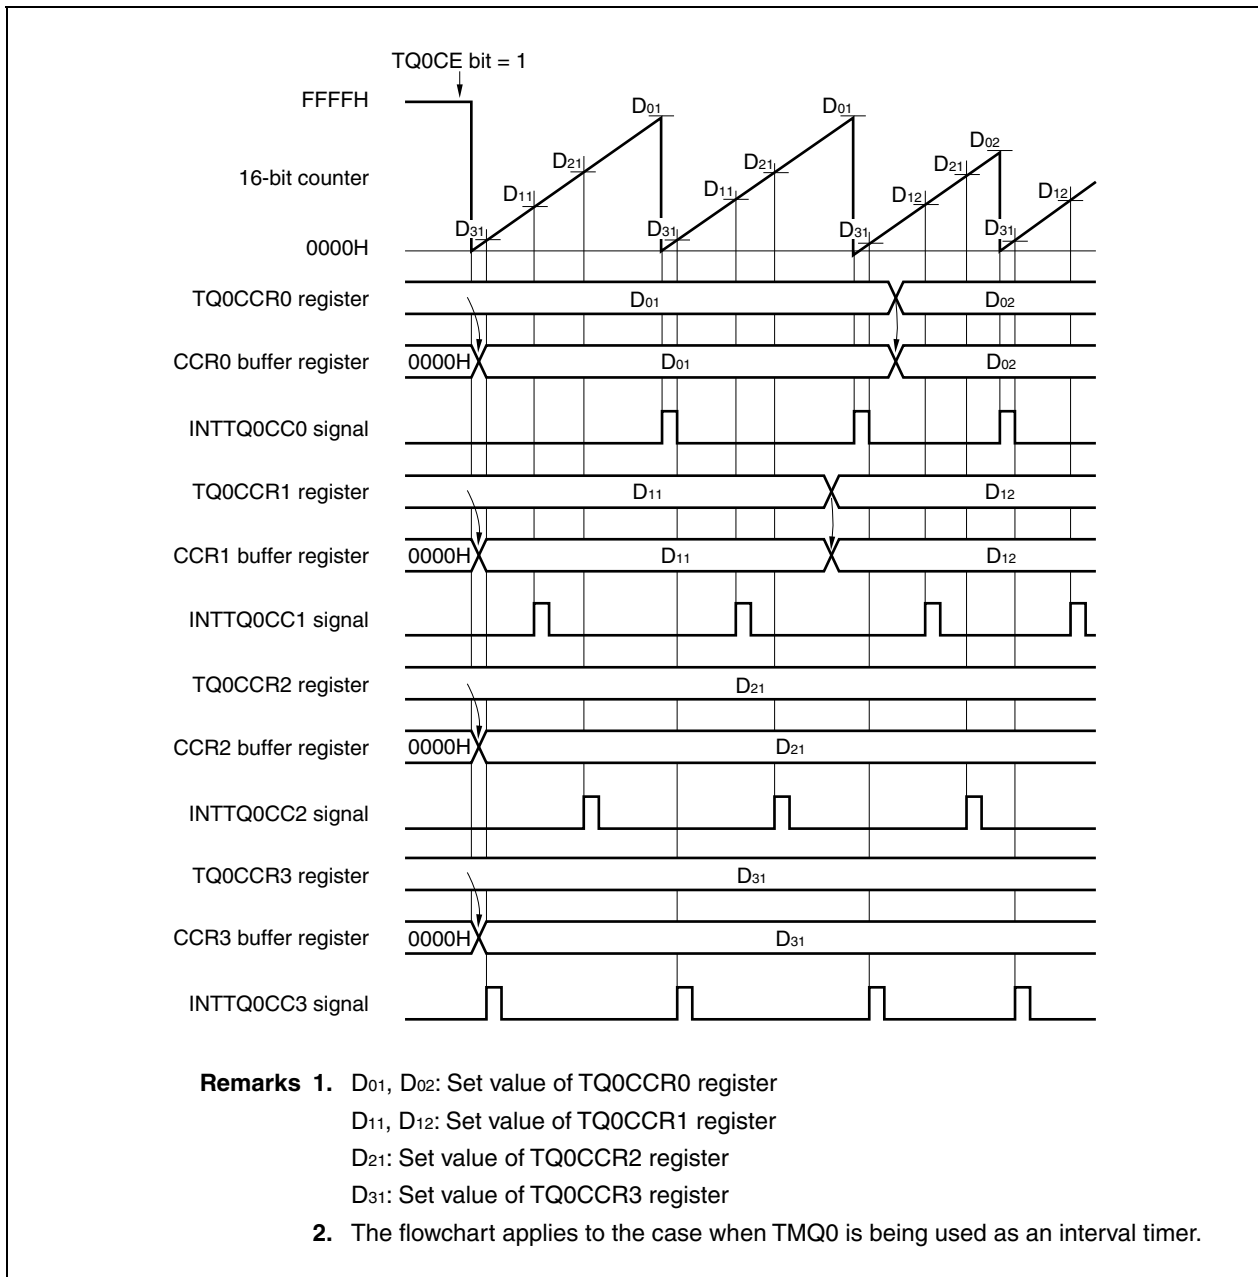 TQ0CE bit = 1
FFFFH
D01 D01
D02
D21 D21 D21
16-bit counter
D11 D11 D12 D12
D31 D31 D31 D31
0000H
TQ0CCR0 register D01 D02
CCR0 buffer register 0000H D01 D02
INTTQ0CC0 signal
TQ0CCR1 register D11 D12
CCR1 buffer register 0000H D11 D12
INTTQ0CC1 signal
TQ0CCR2 register D21
CCR2 buffer register 0000H D21
INTTQ0CC2 signal
TQ0CCR3 register D31
CCR3 buffer register 0000H D31
INTTQ0CC3 signal
Remarks 1. D01, D02: Set value of TQ0CCR0 register
D11, D12: Set value of TQ0CCR1 register
D21: Set value of TQ0CCR2 register
D31: Set value of TQ0CCR3 register
2. The flowchart applies to the case when TMQ0 is being used as an interval timer.